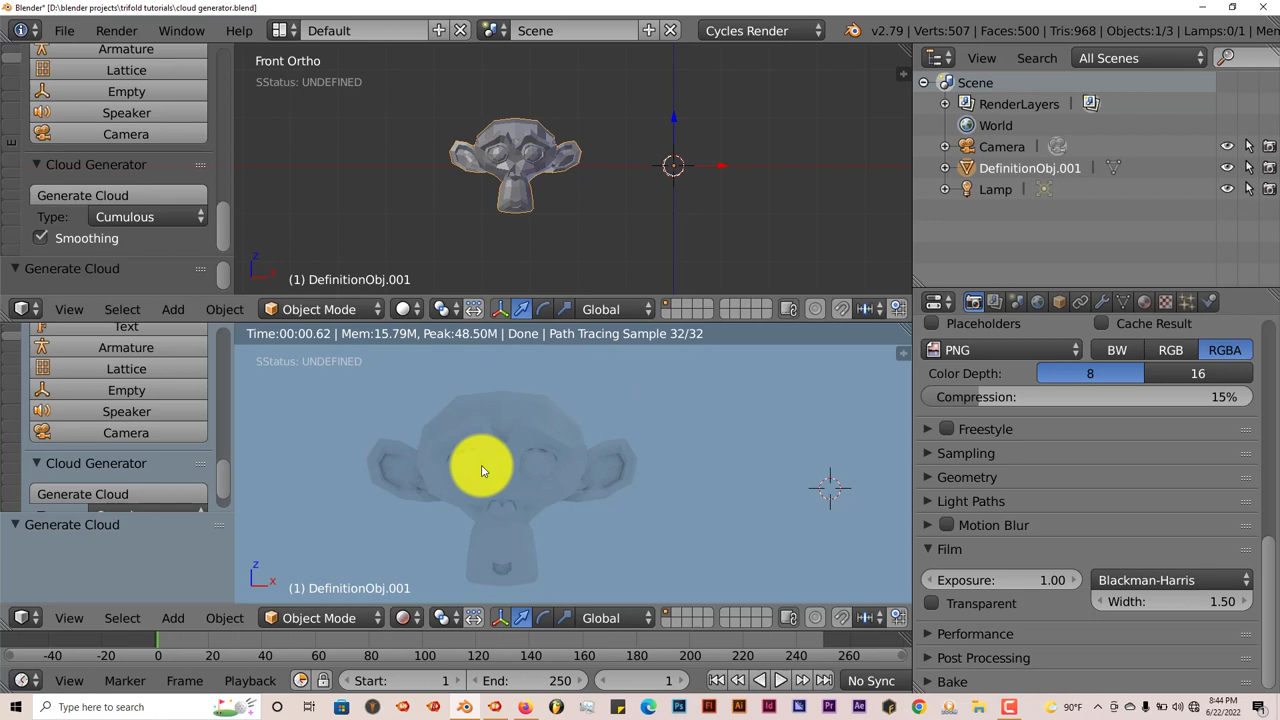 Blender* [D:\blender projects\trifold tutorials\cloud generator.blend]
File Render Window Help Default Scene Cycles Render v2.79 | Verts:507 | Faces:500 | Tris:968 | Objects:1/3 | Lamps:0/1 | Mem
Armature
Lattice
Empty
Speaker
Camera
Cloud Generator
Generate Cloud
Type: Cumulous
Smoothing
Generate Cloud
Front Ortho
SStatus: UNDEFINED
(1) DefinitionObj.001
View Select Add Object Object Mode Global
Text
Armature
Lattice
Empty
Speaker
Camera
Cloud Generator
Generate Cloud
Generate Cloud
Time:00:00.62 | Mem:15.79M, Peak:48.50M | Done | Path Tracing Sample 32/32
SStatus: UNDEFINED
(1) DefinitionObj.001
View Select Add Object Object Mode Global
-40 -20 0 20 40 60 80 100 120 140 160 180 200 220 240 260
View Marker Frame Playback Start: 1 End: 250 1 No Sync
View Search All Scenes
Scene
RenderLayers
World
Camera
DefinitionObj.001
Lamp
Placeholders Cache Result
PNG BW RGB RGBA
Color Depth: 8 16
Compression: 15%
Freestyle
Sampling
Geometry
Light Paths
Motion Blur
Film
Exposure: 1.00 Blackman-Harris
Transparent Width: 1.50
Performance
Post Processing
Bake
Type here to search 90° 8:44 PM
6/22/2022